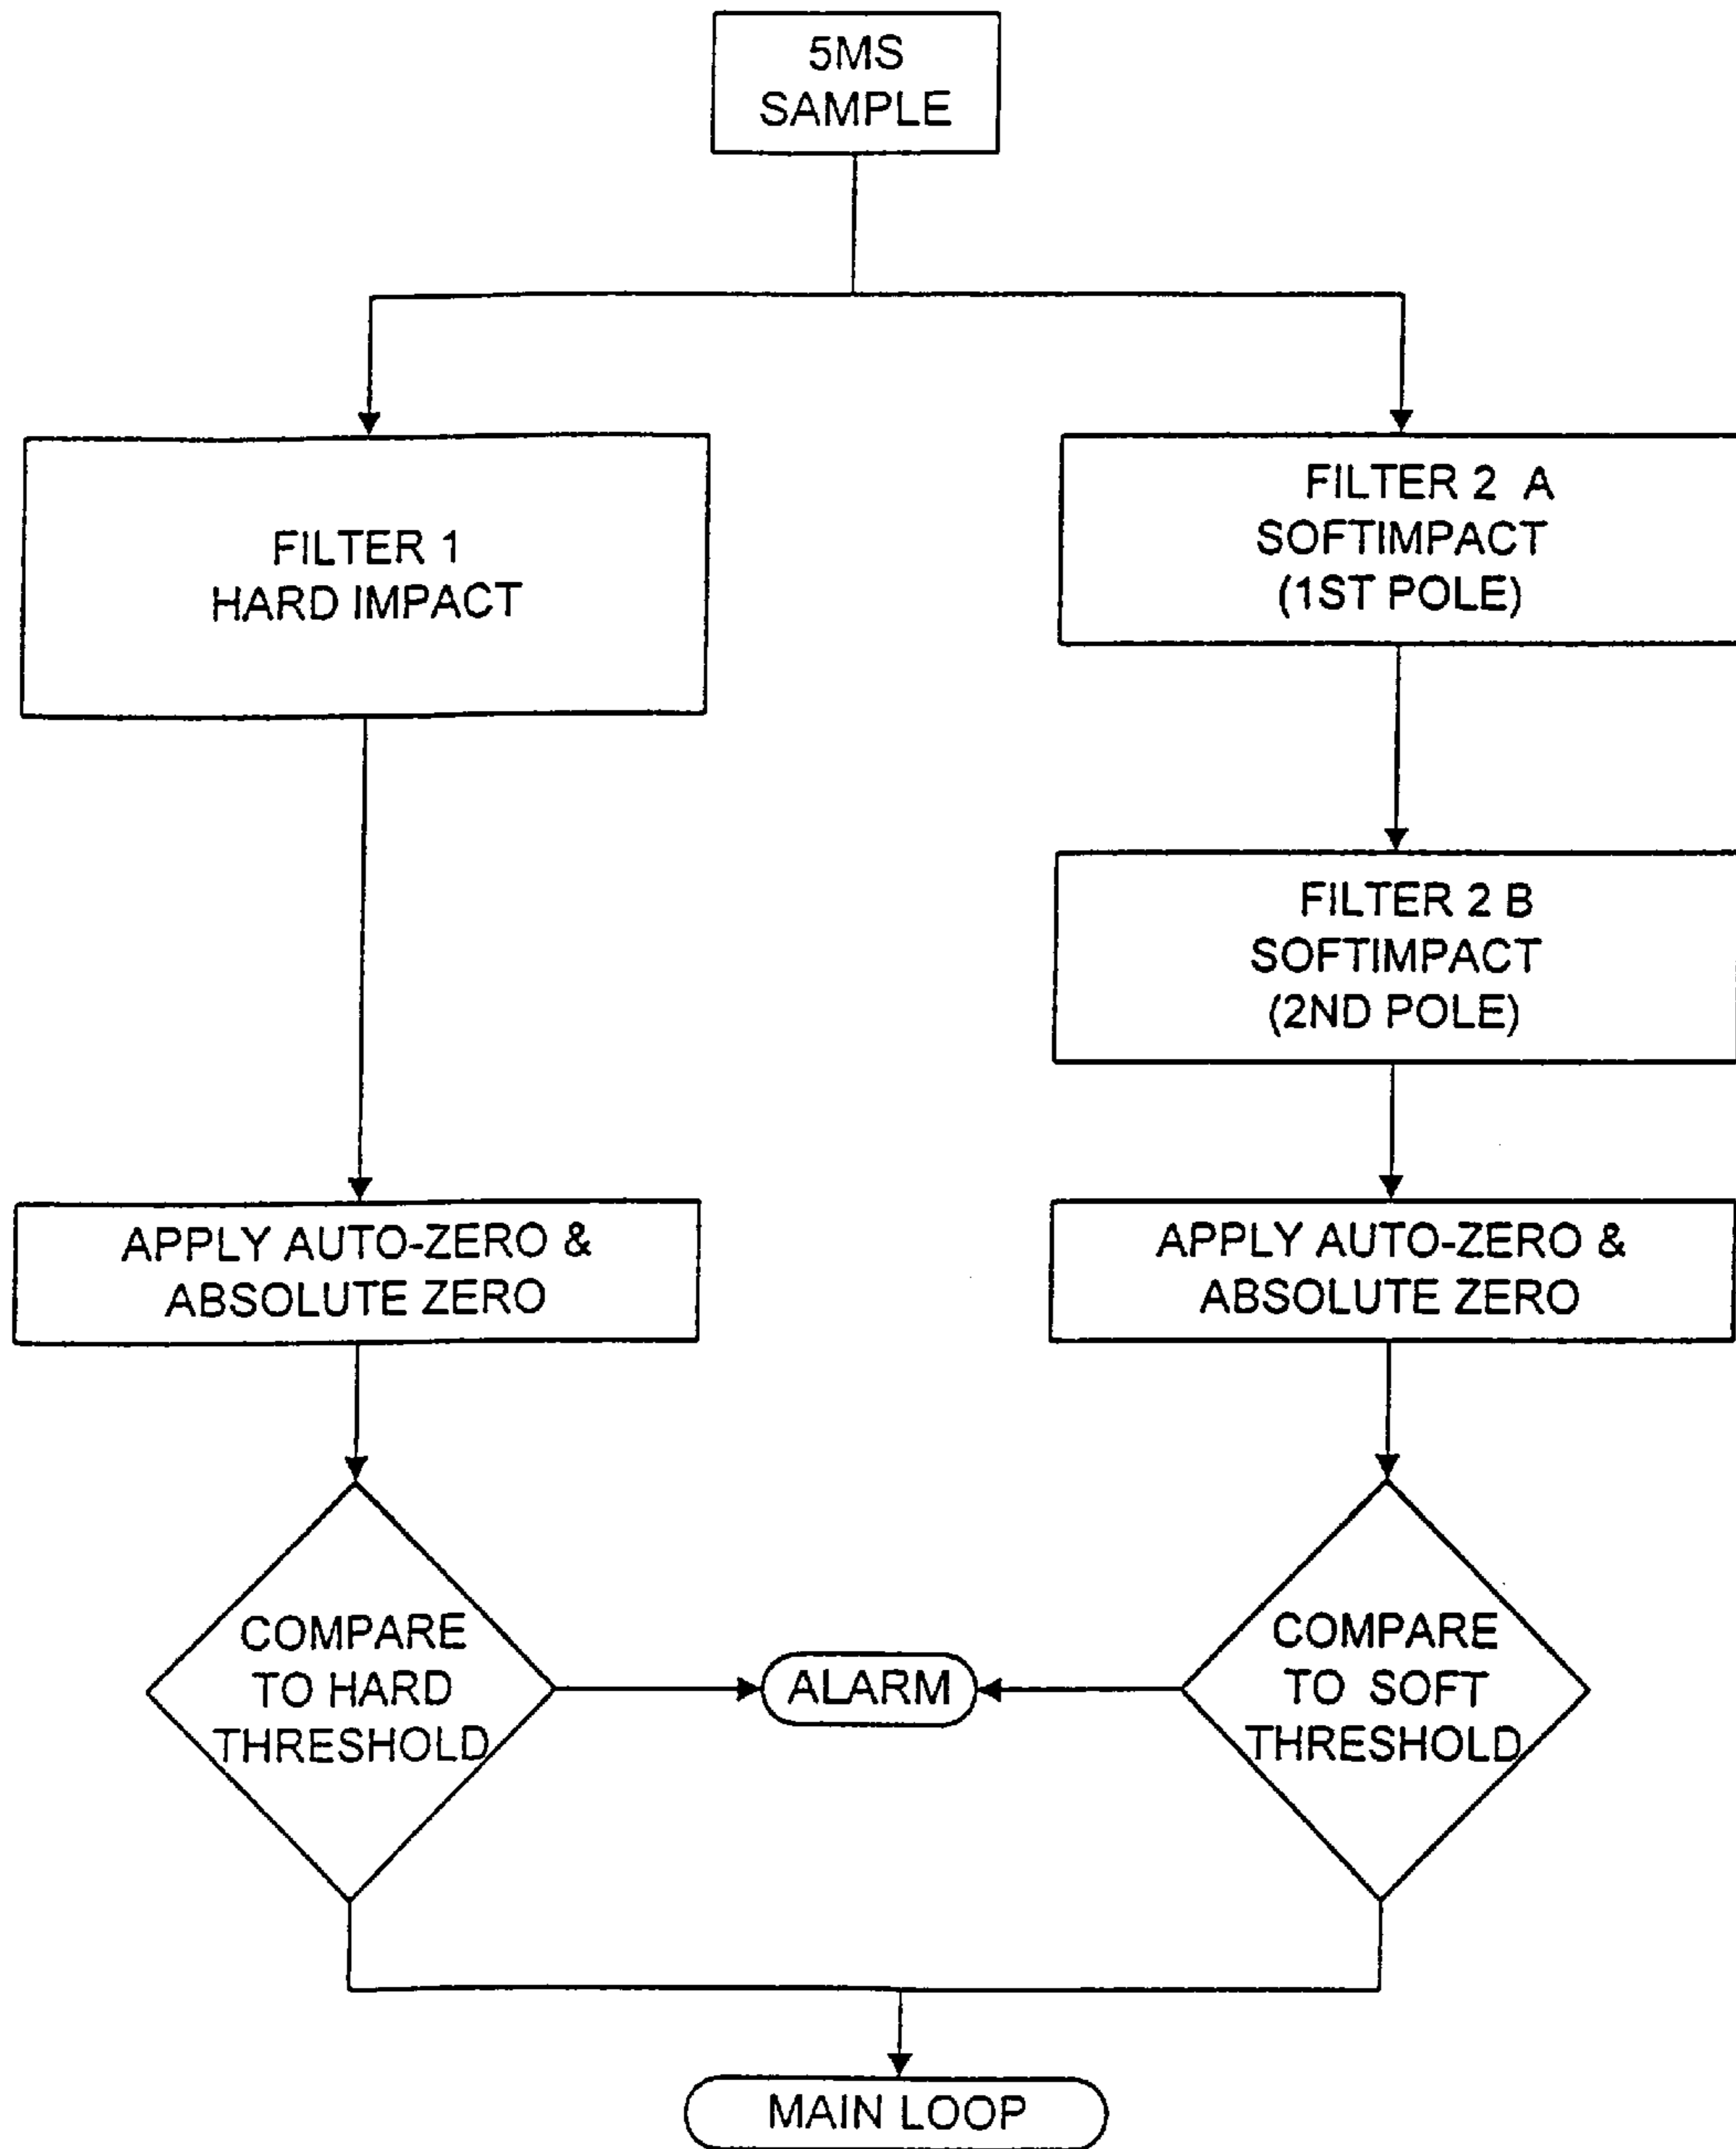 5MS
SAMPLE
FILTER 1
HARD IMPACT
FILTER 2 A
SOFTIMPACT
(1ST POLE)
FILTER 2 B
SOFTIMPACT
(2ND POLE)
APPLY AUTO-ZERO &
ABSOLUTE ZERO
APPLY AUTO-ZERO &
ABSOLUTE ZERO
COMPARE
TO HARD
THRESHOLD
ALARM
COMPARE
TO SOFT
THRESHOLD
MAIN LOOP